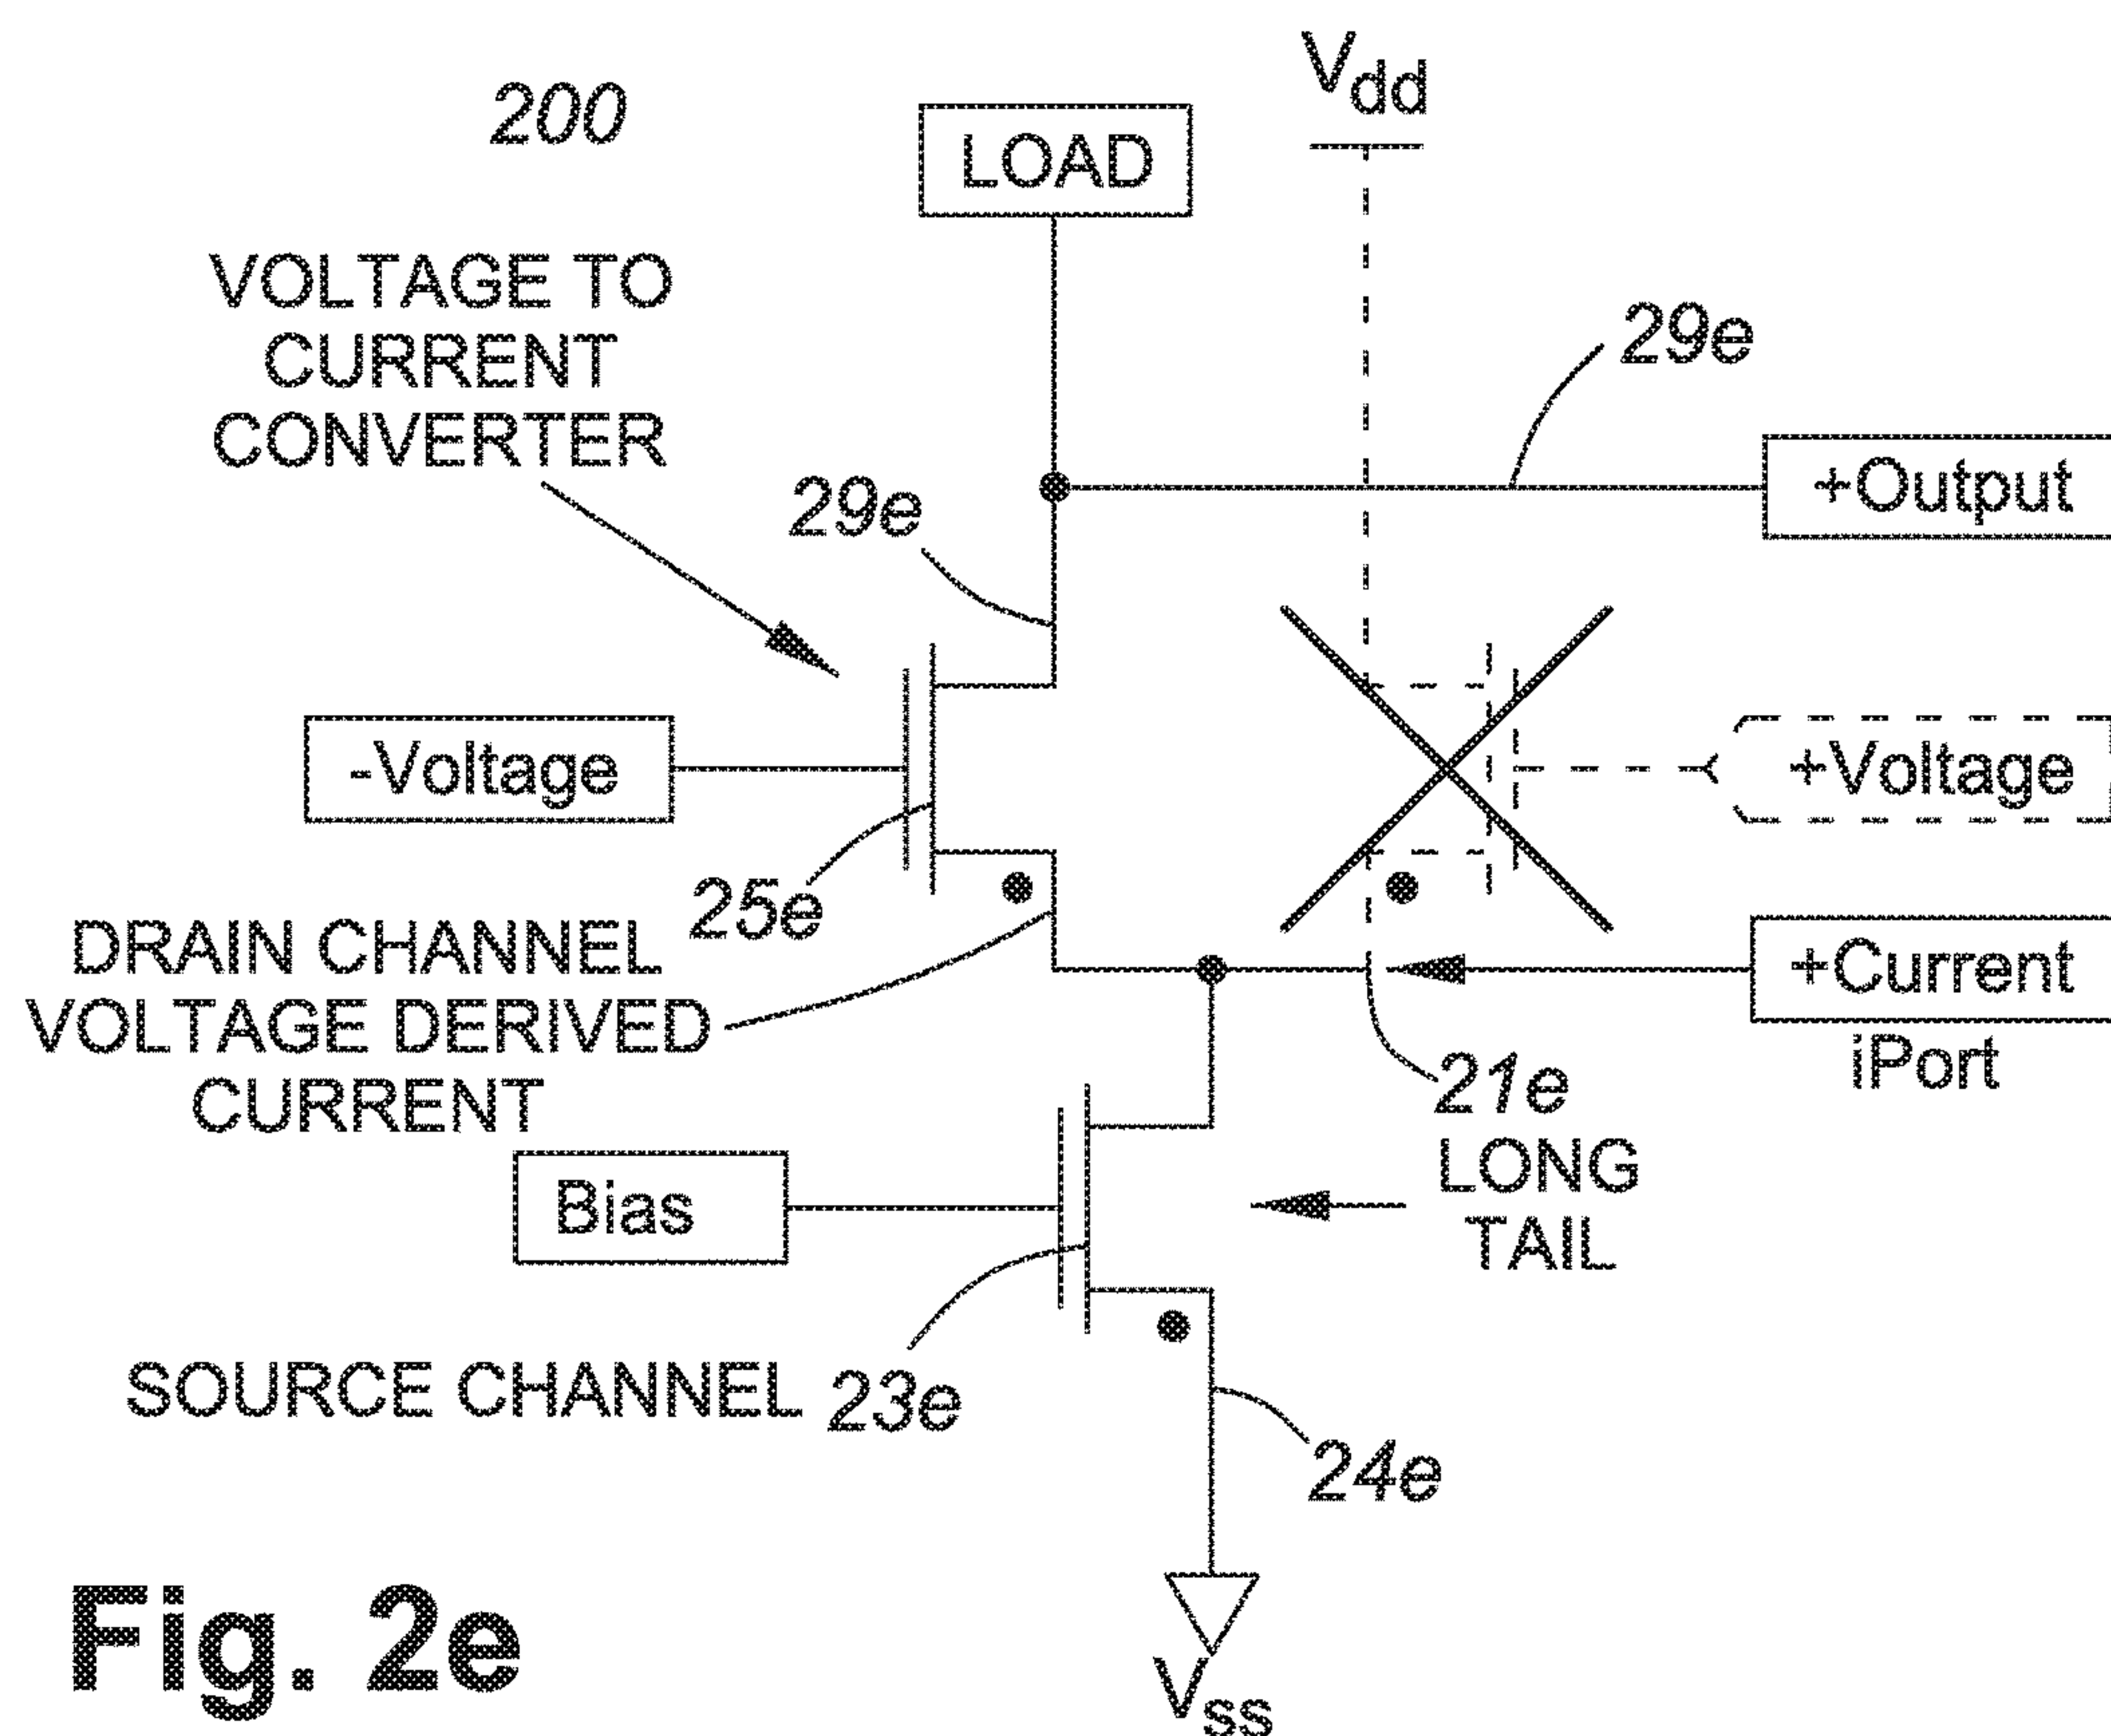 200
LOAD
Vdd
VOLTAGE TO
CURRENT
CONVERTER
29e
29e
+Output
-Voltage
+Voltage
25e
DRAIN CHANNEL
VOLTAGE DERIVED
CURRENT
+Current
iPort
21e
LONG
TAIL
Bias
SOURCE CHANNEL 23e
24e
Fig. 2e
Vss